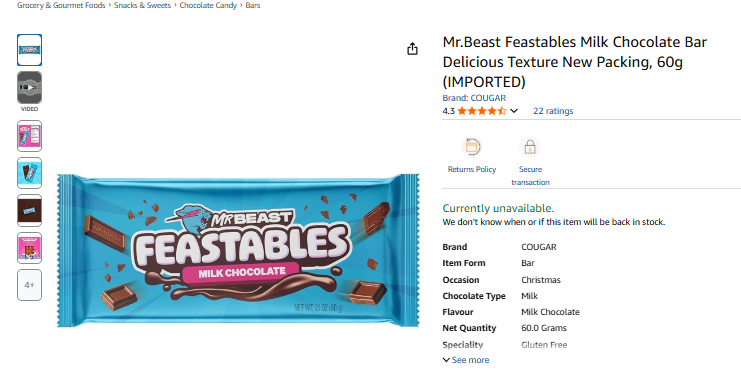 Grocery & Gourmet Foods › Snacks & Sweets › Chocolate Candy › Bars
VIDEO
4+
MRBEAST
FEASTABLES
MILK CHOCOLATE
NET WT. 2.1 OZ (60 g)
Mr.Beast Feastables Milk Chocolate Bar
Delicious Texture New Packing, 60g
(IMPORTED)
Brand: COUGAR
4.3
22 ratings
Returns Policy
Secure
transaction
Currently unavailable.
We don't know when or if this item will be back in stock.
Brand COUGAR
Item Form Bar
Occasion Christmas
Chocolate Type Milk
Flavour Milk Chocolate
Net Quantity 60.0 Grams
Speciality Gluten Free
See more